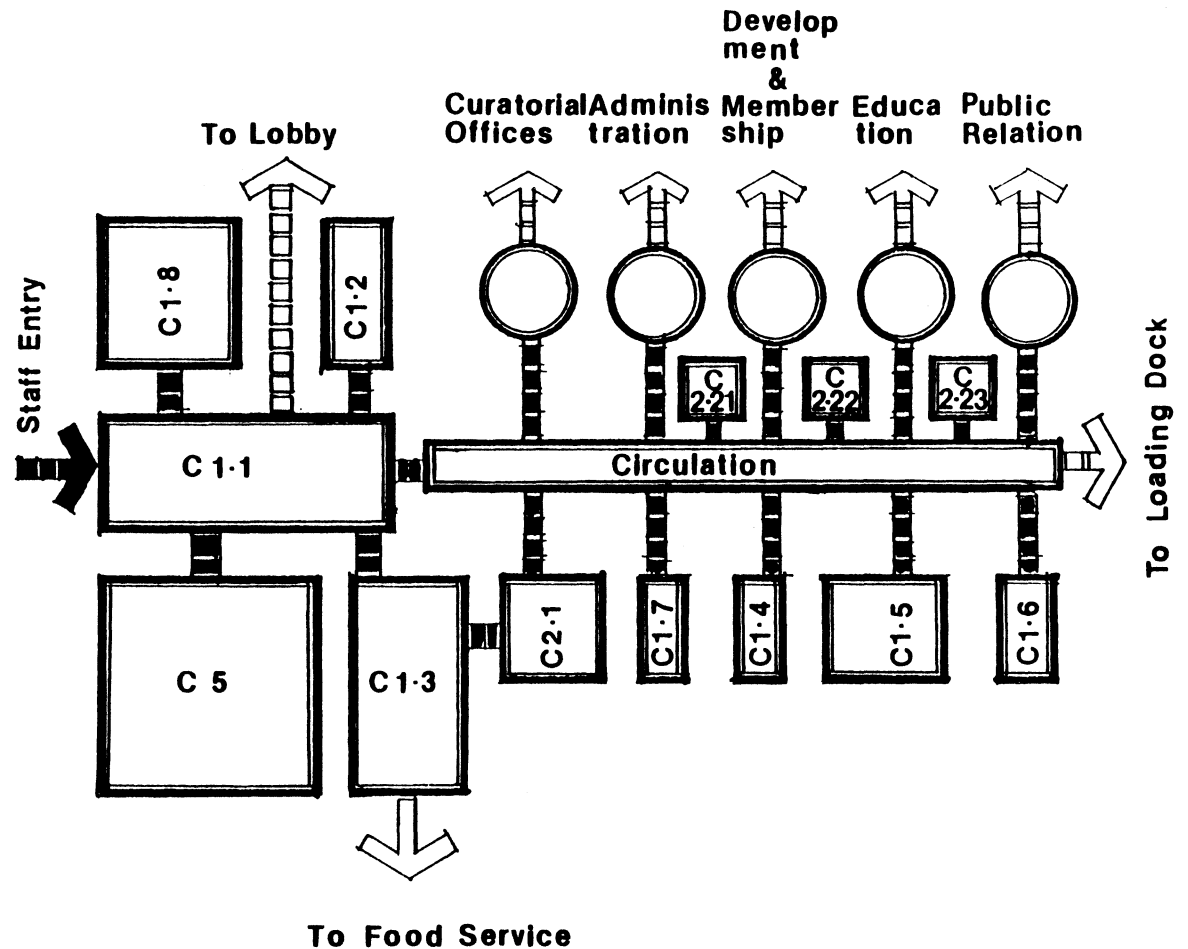 Develop
ment
&
Curatorial Adminis Member Educa Public
Offices tration ship tion Relation
To Lobby
C1·8
C1·2
Staff Entry
C
2·21
C
2·22
C
2·23
To Loading Dock
C 1·1
Circulation
C2·1
C1·7
C1·4
C1·5
C1·6
C 5
C1·3
To Food Service